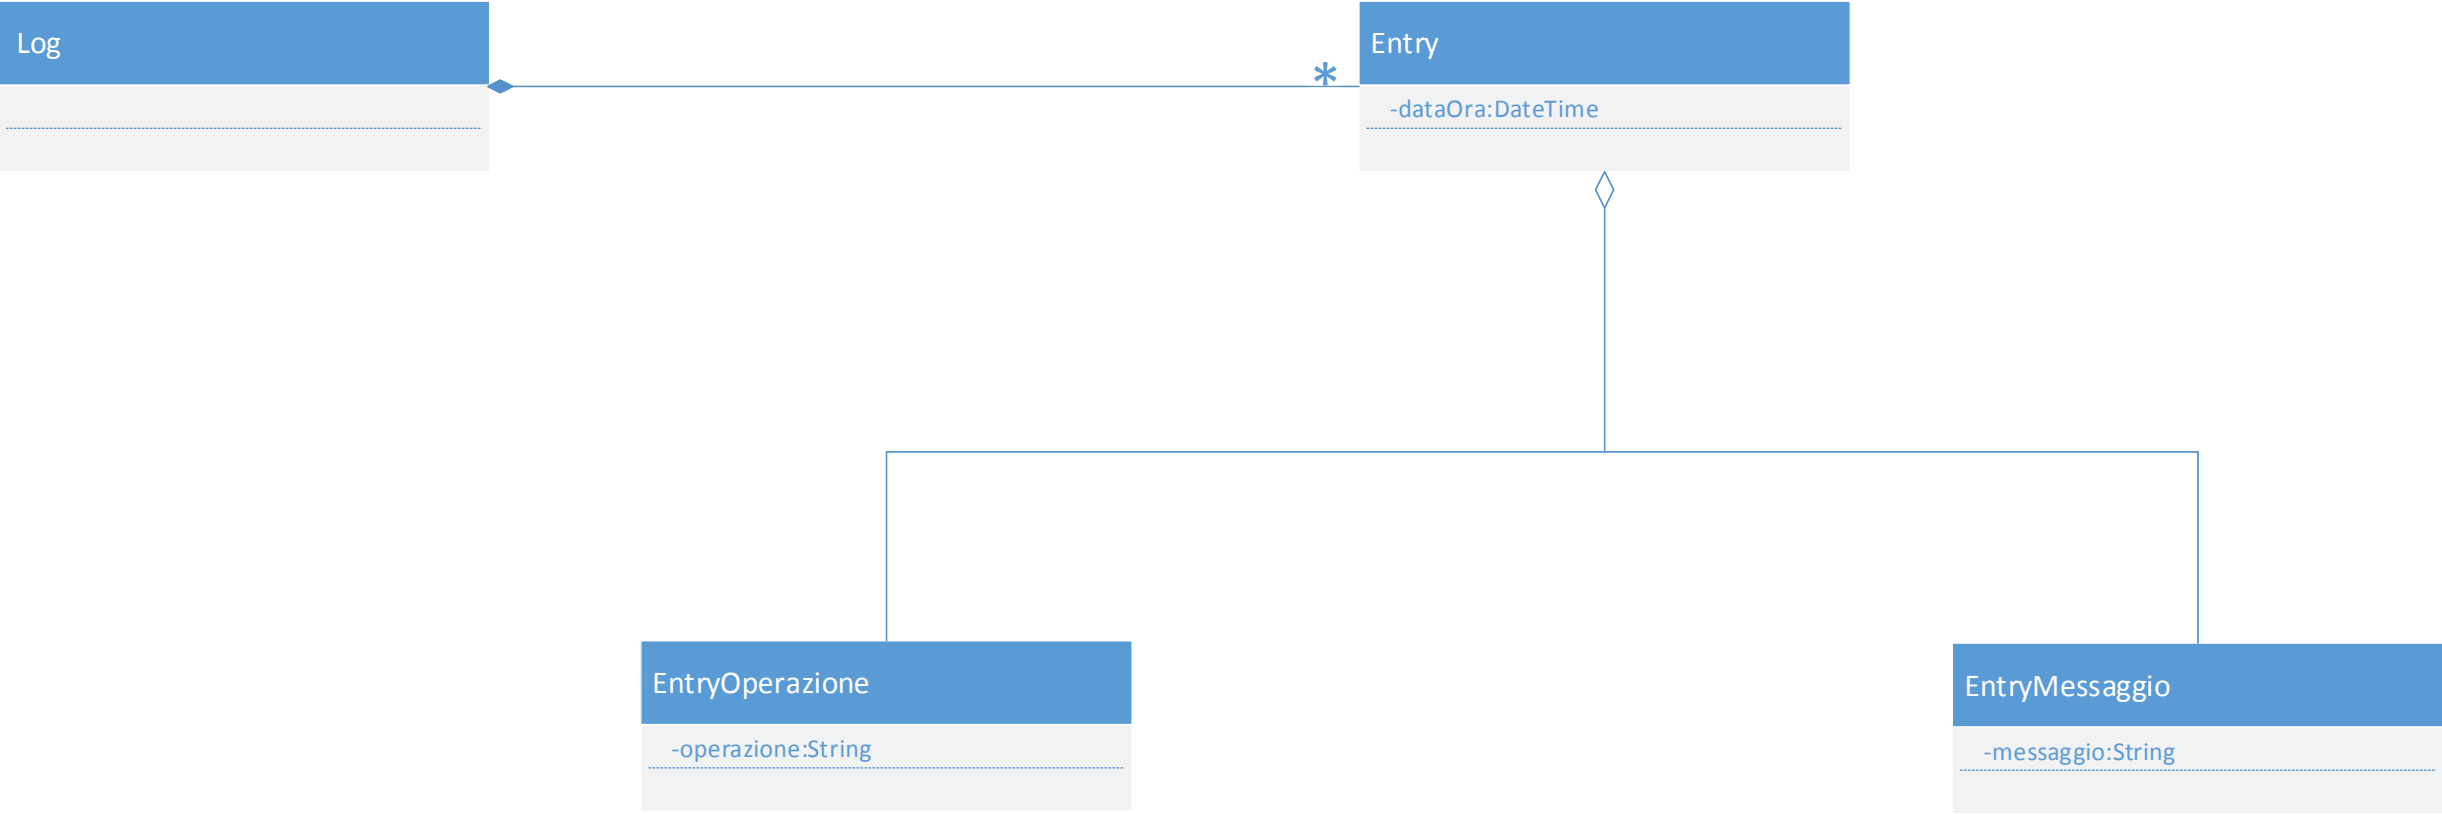 Log
*
Entry
-dataOra:DateTime
EntryOperazione
-operazione:String
EntryMessaggio
-messaggio:String